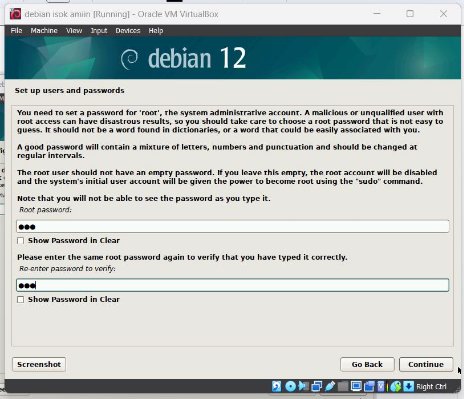 debian isok amiin [Running] - Oracle VM VirtualBox
File Machine View Input Devices Help
debian 12
Set up users and passwords
You need to set a password for 'root', the system administrative account. A malicious or unqualified user with
root access can have disastrous results, so you should take care to choose a root password that is not easy to
guess. It should not be a word found in dictionaries, or a word that could be easily associated with you.
A good password will contain a mixture of letters, numbers and punctuation and should be changed at
regular intervals.
The root user should not have an empty password. If you leave this empty, the root account will be disabled
and the system's initial user account will be given the power to become root using the "sudo" command.
Note that you will not be able to see the password as you type it.
Root password:
●●●
Show Password in Clear
Please enter the same root password again to verify that you have typed it correctly.
Re-enter password to verify:
●●●
Show Password in Clear
Screenshot Go Back Continue
Right Ctrl